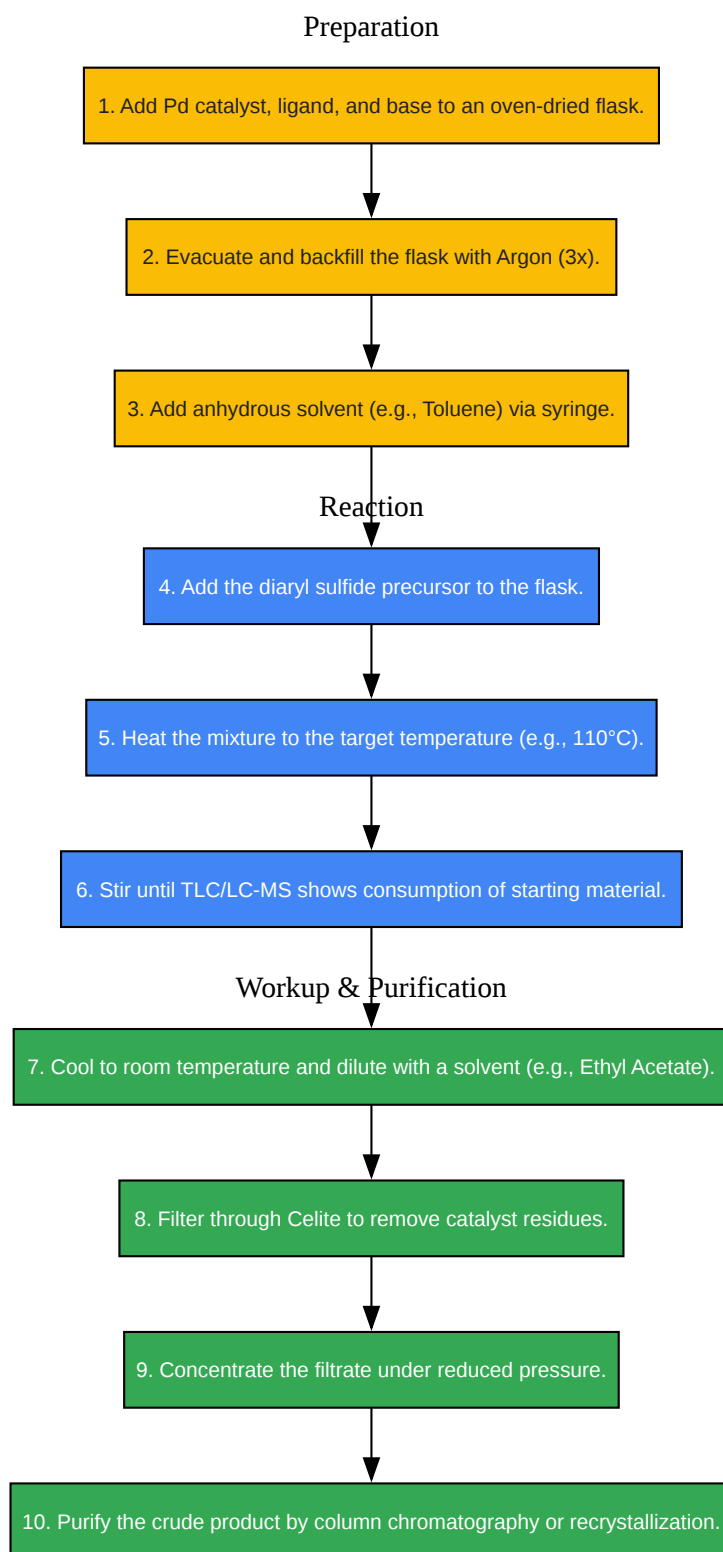 Preparation
1. Add Pd catalyst, ligand, and base to an oven-dried flask.
2. Evacuate and backfill the flask with Argon (3x).
3. Add anhydrous solvent (e.g., Toluene) via syringe.
Reaction
4. Add the diaryl sulfide precursor to the flask.
5. Heat the mixture to the target temperature (e.g., 110°C).
6. Stir until TLC/LC-MS shows consumption of starting material.
Workup & Purification
7. Cool to room temperature and dilute with a solvent (e.g., Ethyl Acetate).
8. Filter through Celite to remove catalyst residues.
9. Concentrate the filtrate under reduced pressure.
10. Purify the crude product by column chromatography or recrystallization.